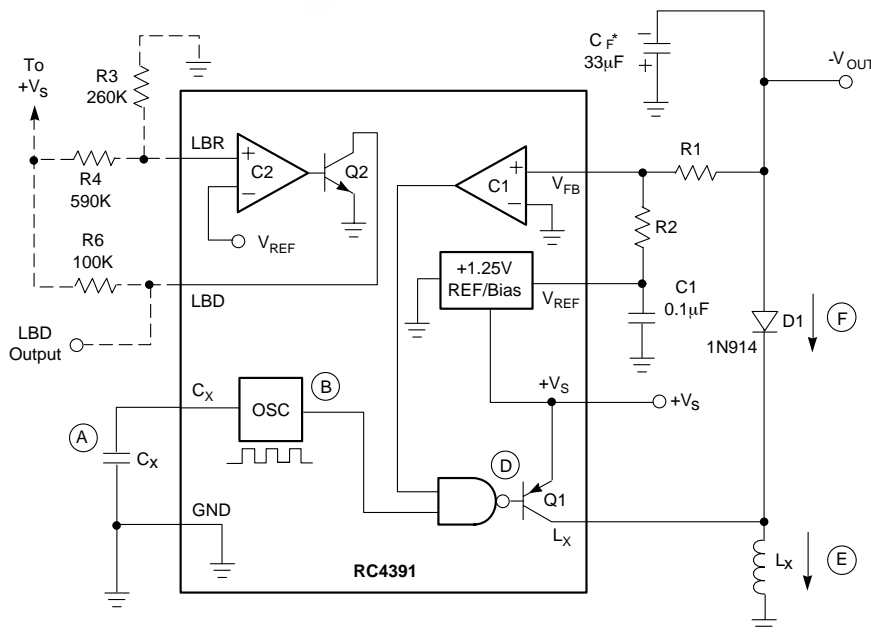 To
+VS
R3
260K
R4
590K
R6
100K
LBD
Output
LBR
C2
+
−
VREF
Q2
LBD
CF*
33µF
−
+
-VOUT
C1
+
−
VFB
R1
R2
+1.25V
REF/Bias
VREF
C1
0.1µF
D1
1N914
F
A
CX
CX
OSC
B
GND
+VS
+VS
D
Q1
LX
LX
E
RC4391